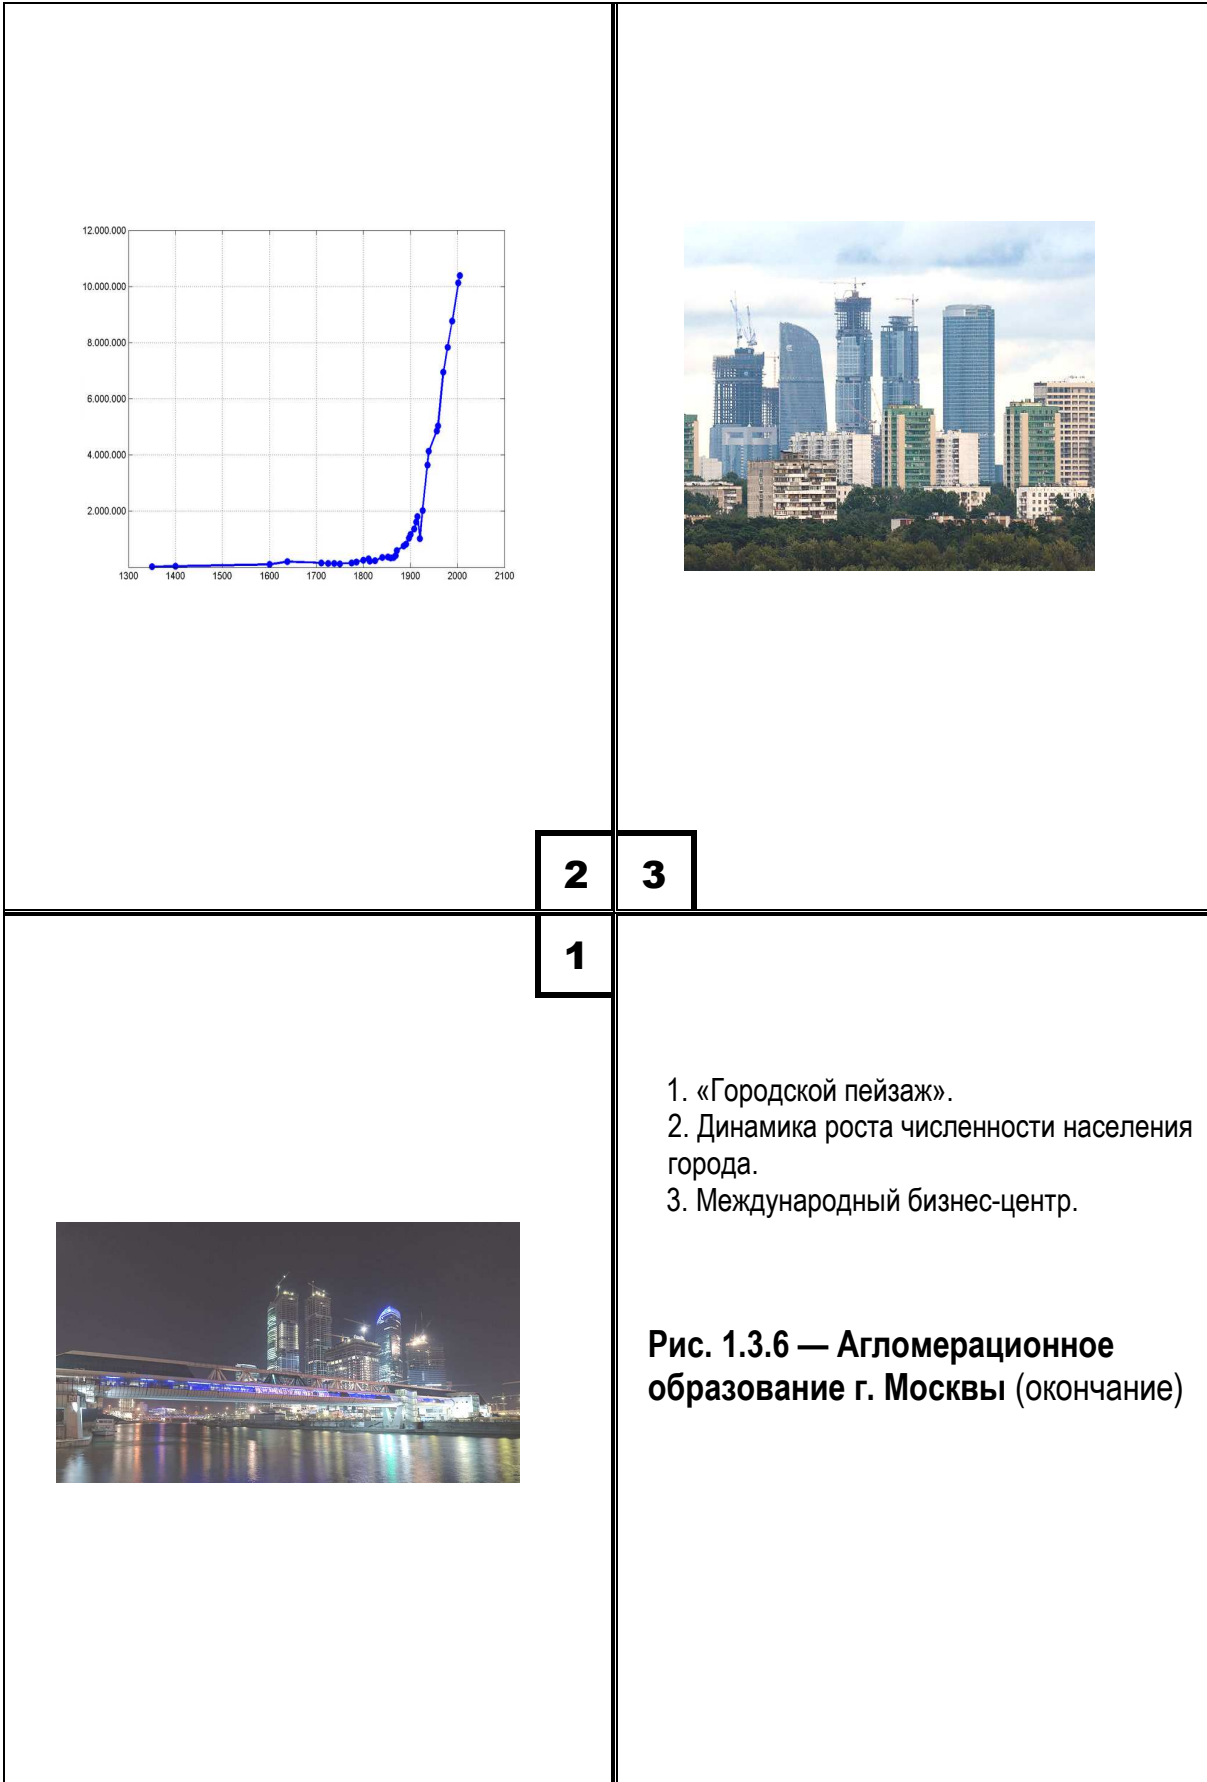 12.000.000
10.000.000
8.000.000
6.000.000
4.000.000
2.000.000
1300 1400 1500 1600 1700 1800 1900 2000 2100
2 3
1
1. «Городской пейзаж».
2. Динамика роста численности населения
города.
3. Международный бизнес-центр.
Рис. 1.3.6 — Агломерационное
образование г. Москвы (окончание)